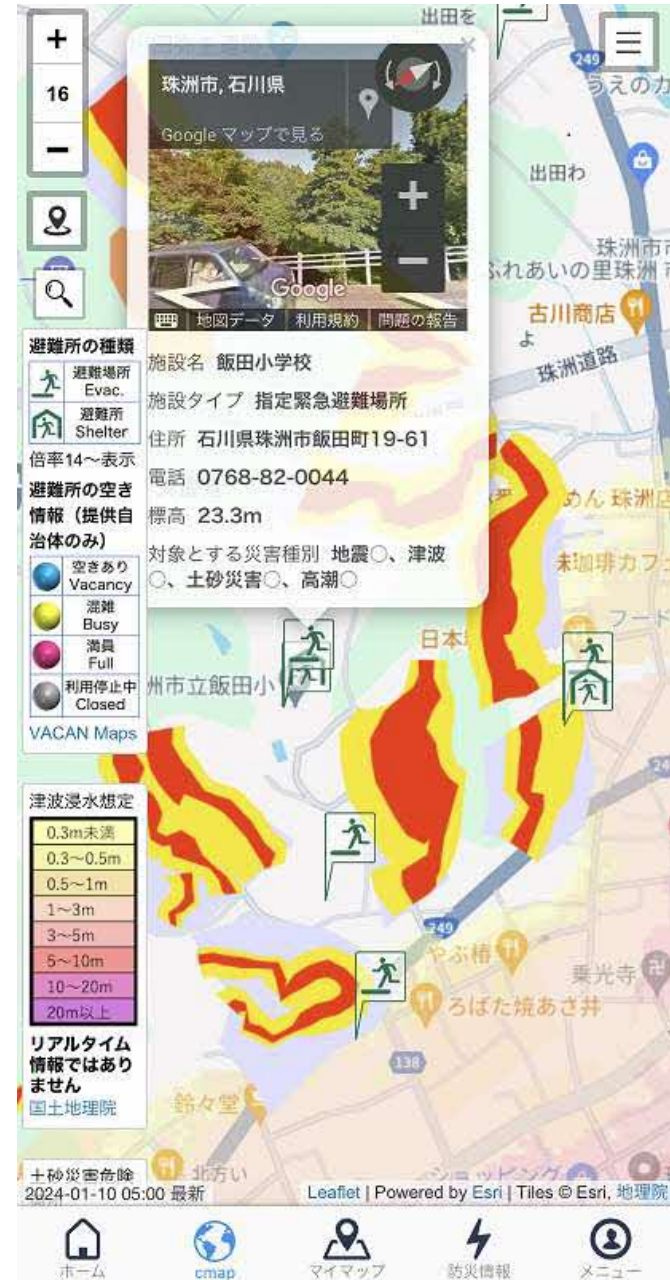 出田を
+
16
249
うえのカ
珠洲市, 石川県
Google マップで見る
出田わ
+
Google
地図データ 利用規約 問題の報告
珠洲市
ふれあいの里珠洲
古川商店
よ
珠洲道路
避難所の種類
避難場所
Evac.
避難所
Shelter
倍率14～表示
避難所の空き
情報（提供自
治体のみ）
空きあり
Vacancy
混雑
Busy
満員
Full
利用停止中
Closed
VACAN Maps
施設名 飯田小学校
施設タイプ 指定緊急避難場所
住所 石川県珠洲市飯田町19-61
電話 0768-82-0044
標高 23.3m
対象とする災害種別 地震○、津波
○、土砂災害○、高潮○
めん 珠洲
珈琲カフ
フード
日本
洲市立飯田小
24
津波浸水想定
0.3m未満
0.3～0.5m
0.5～1m
1～3m
3～5m
5～10m
10～20m
20m以上
リアルタイム
情報ではあり
ません
国土地理院
249
やぶ椿
乗光寺
ろばた焼あさ井
138
鈴々堂
北方い
ショッピング
土砂災害危険
2024-01-10 05:00 最新
Leaflet | Powered by Esri | Tiles © Esri, 地理院
ホーム
cmap
マイマップ
防災情報
メニュー